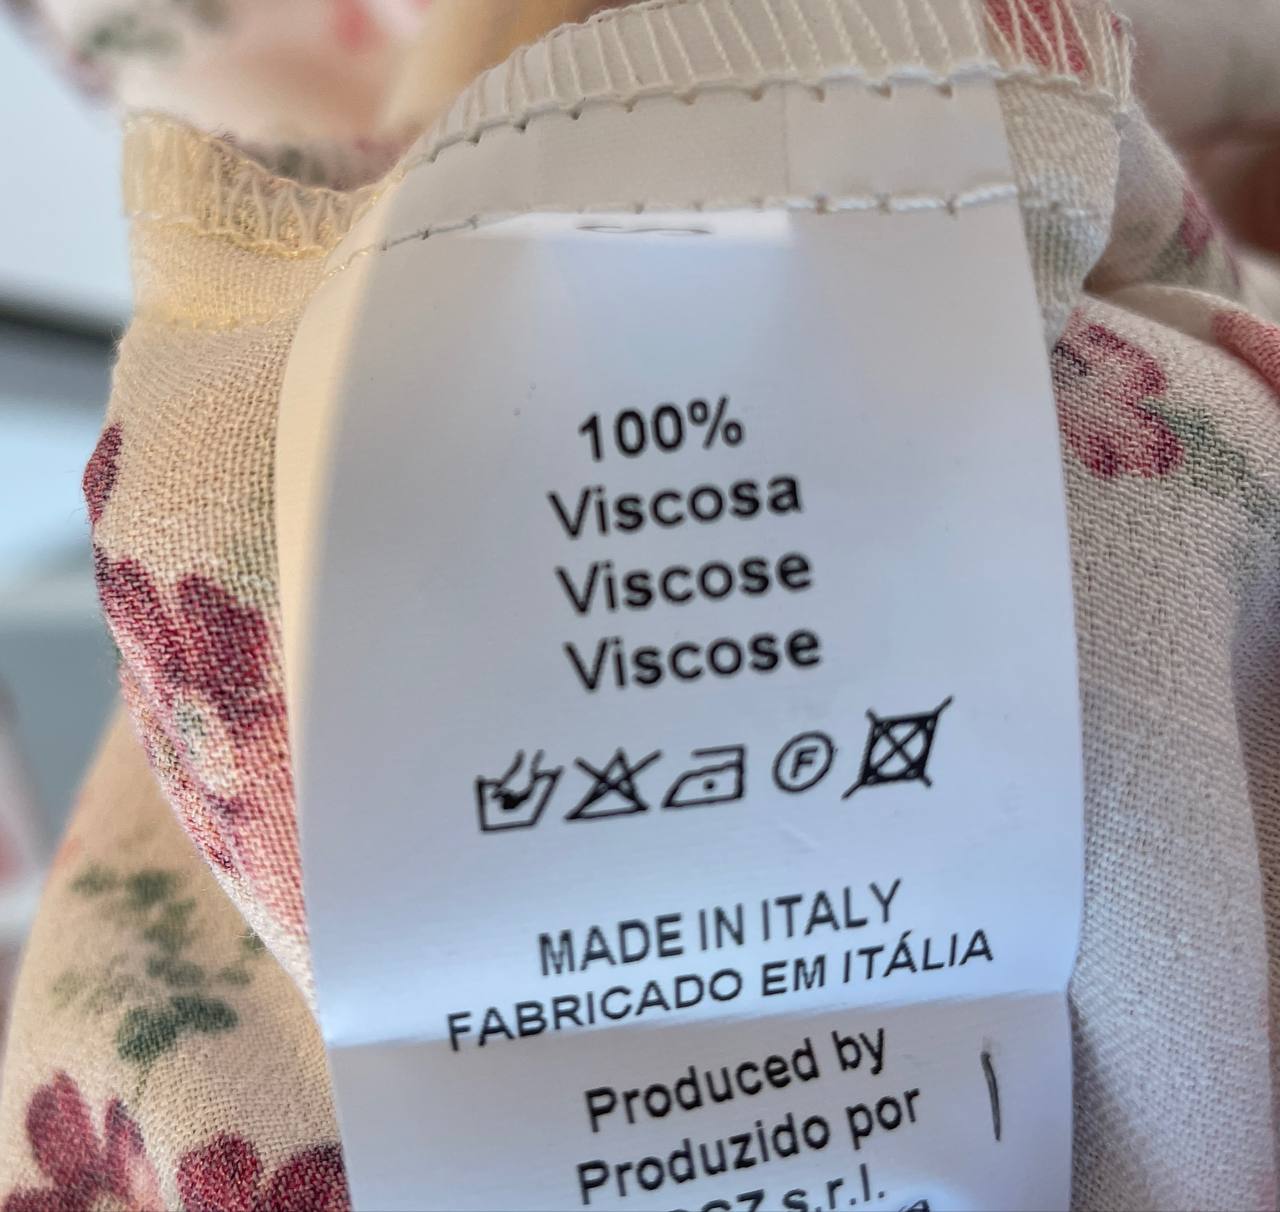 100%
Viscosa
Viscose
Viscose
F
MADE IN ITALY
FABRICADO EM ITÁLIA
Produced by
Produzido por
s.r.l.